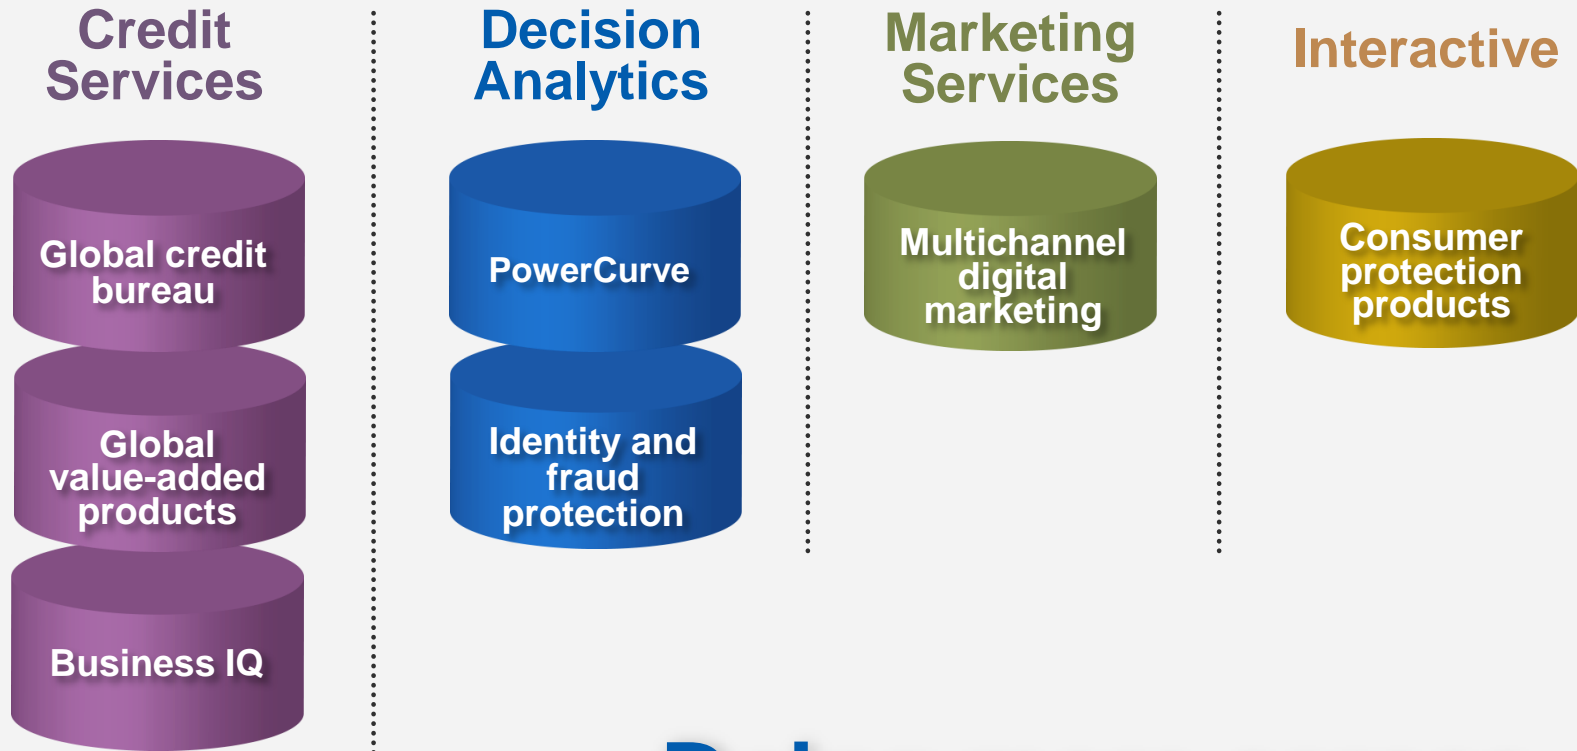 Credit
Services
Decision
Analytics
Marketing
Services
Interactive
Global credit
bureau
Global
value-added
products
Business IQ
PowerCurve
Identity and
fraud
protection
Multichannel
digital
marketing
Consumer
protection
products